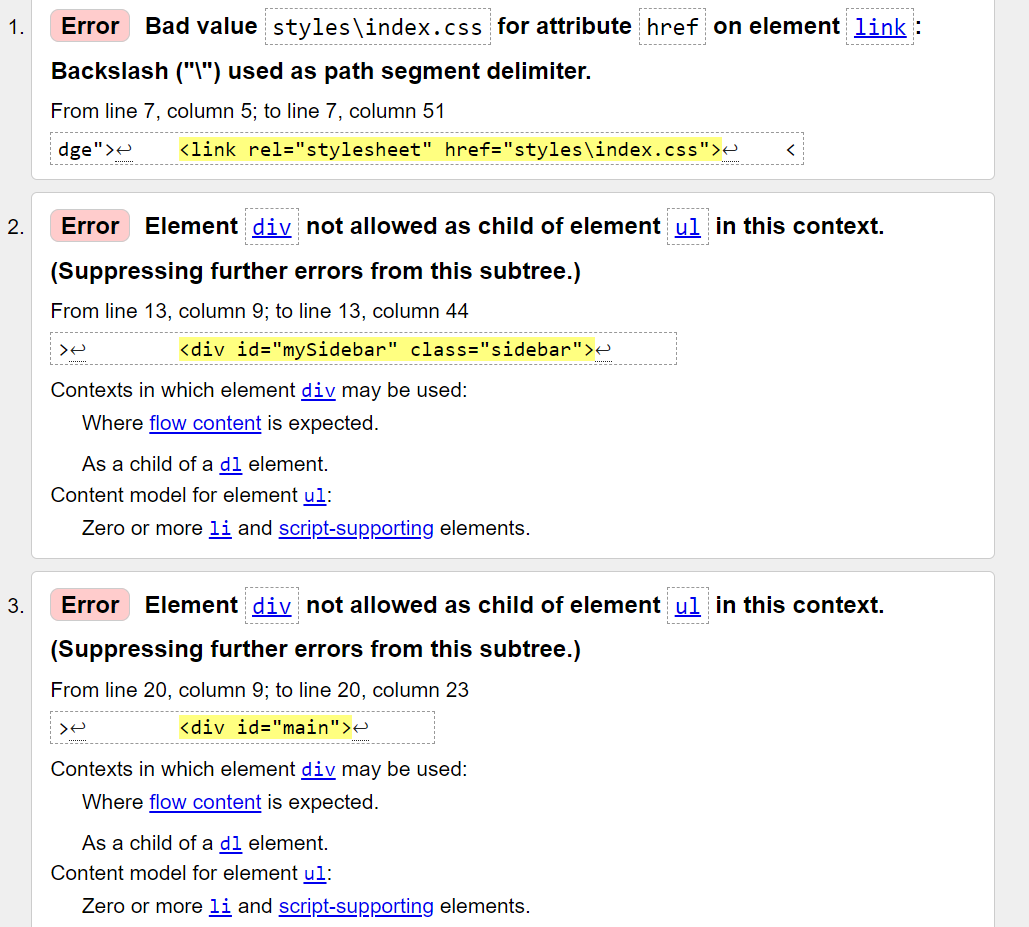 1. Error Bad value styles\index.css for attribute href on element link:
Backslash ("\") used as path segment delimiter.
From line 7, column 5; to line 7, column 51
dge">↩    <link rel="stylesheet" href="styles\index.css">↩    <
2. Error Element div not allowed as child of element ul in this context.
(Suppressing further errors from this subtree.)
From line 13, column 9; to line 13, column 44
>↩        <div id="mySidebar" class="sidebar">↩
Contexts in which element div may be used:
Where flow content is expected.
As a child of a dl element.
Content model for element ul:
Zero or more li and script-supporting elements.
3. Error Element div not allowed as child of element ul in this context.
(Suppressing further errors from this subtree.)
From line 20, column 9; to line 20, column 23
>↩        <div id="main">↩
Contexts in which element div may be used:
Where flow content is expected.
As a child of a dl element.
Content model for element ul:
Zero or more li and script-supporting elements.